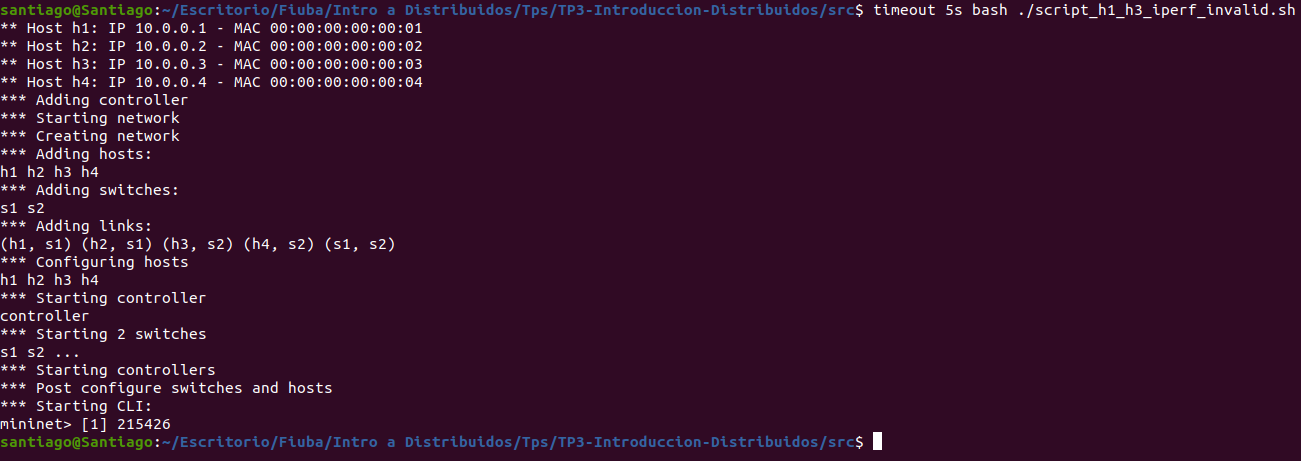 santiago@Santiago:~/Escritorio/Fiuba/Intro a Distribuidos/Tps/TP3-Introduccion-Distribuidos/src$ timeout 5s bash ./script_h1_h3_iperf_invalid.sh
** Host h1: IP 10.0.0.1 - MAC 00:00:00:00:00:01
** Host h2: IP 10.0.0.2 - MAC 00:00:00:00:00:02
** Host h3: IP 10.0.0.3 - MAC 00:00:00:00:00:03
** Host h4: IP 10.0.0.4 - MAC 00:00:00:00:00:04
*** Adding controller
*** Starting network
*** Creating network
*** Adding hosts:
h1 h2 h3 h4
*** Adding switches:
s1 s2
*** Adding links:
(h1, s1) (h2, s1) (h3, s2) (h4, s2) (s1, s2)
*** Configuring hosts
h1 h2 h3 h4
*** Starting controller
controller
*** Starting 2 switches
s1 s2 ...
*** Starting controllers
*** Post configure switches and hosts
*** Starting CLI:
mininet> [1] 215426
santiago@Santiago:~/Escritorio/Fiuba/Intro a Distribuidos/Tps/TP3-Introduccion-Distribuidos/src$